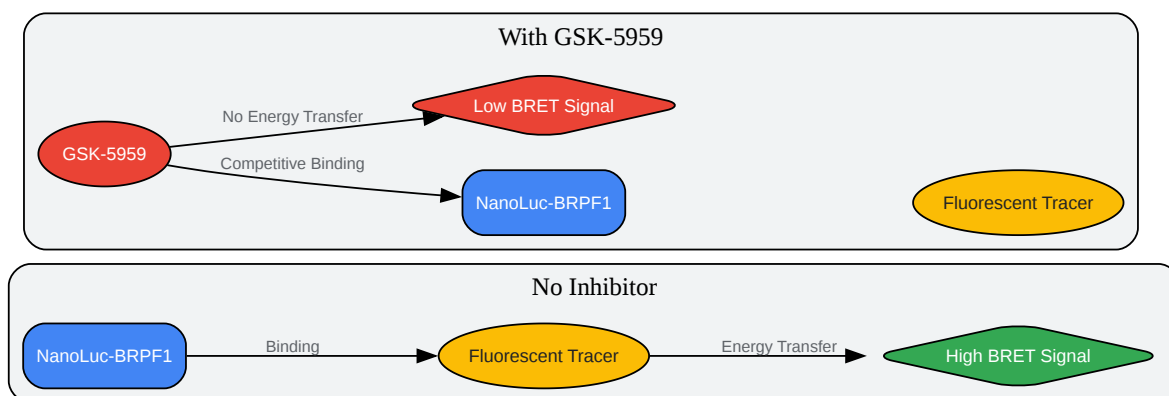 With GSK-5959
Low BRET Signal
No Energy Transfer
GSK-5959
Competitive Binding
NanoLuc-BRPF1
Fluorescent Tracer
No Inhibitor
NanoLuc-BRPF1
Binding
Fluorescent Tracer
Energy Transfer
High BRET Signal